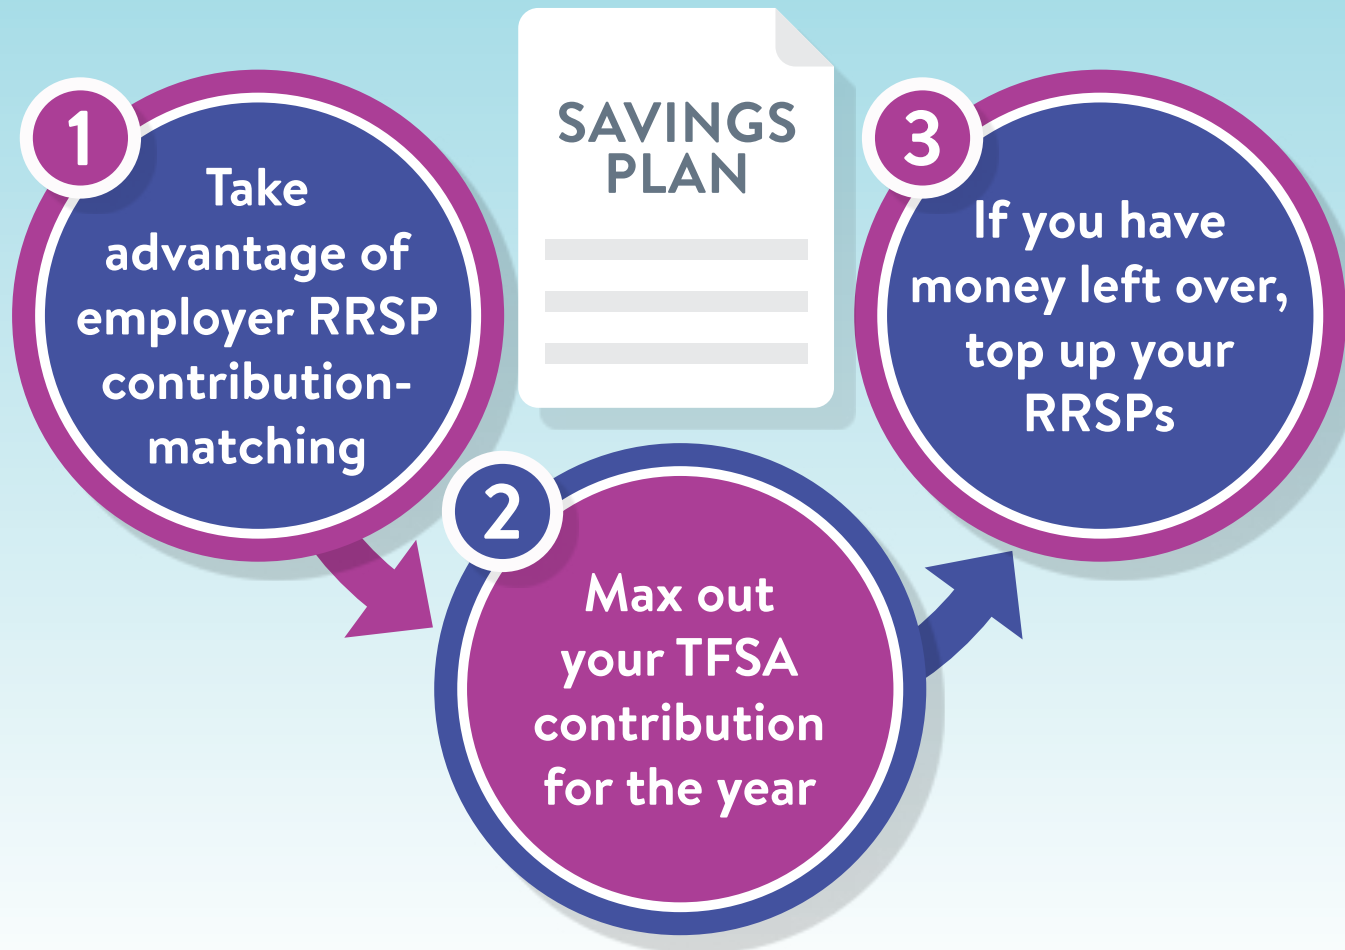 SAVINGS
PLAN
1
Take
advantage of
employer RRSP
contribution-
matching
2
Max out
your TFSA
contribution
for the year
3
If you have
money left over,
top up your
RRSPs